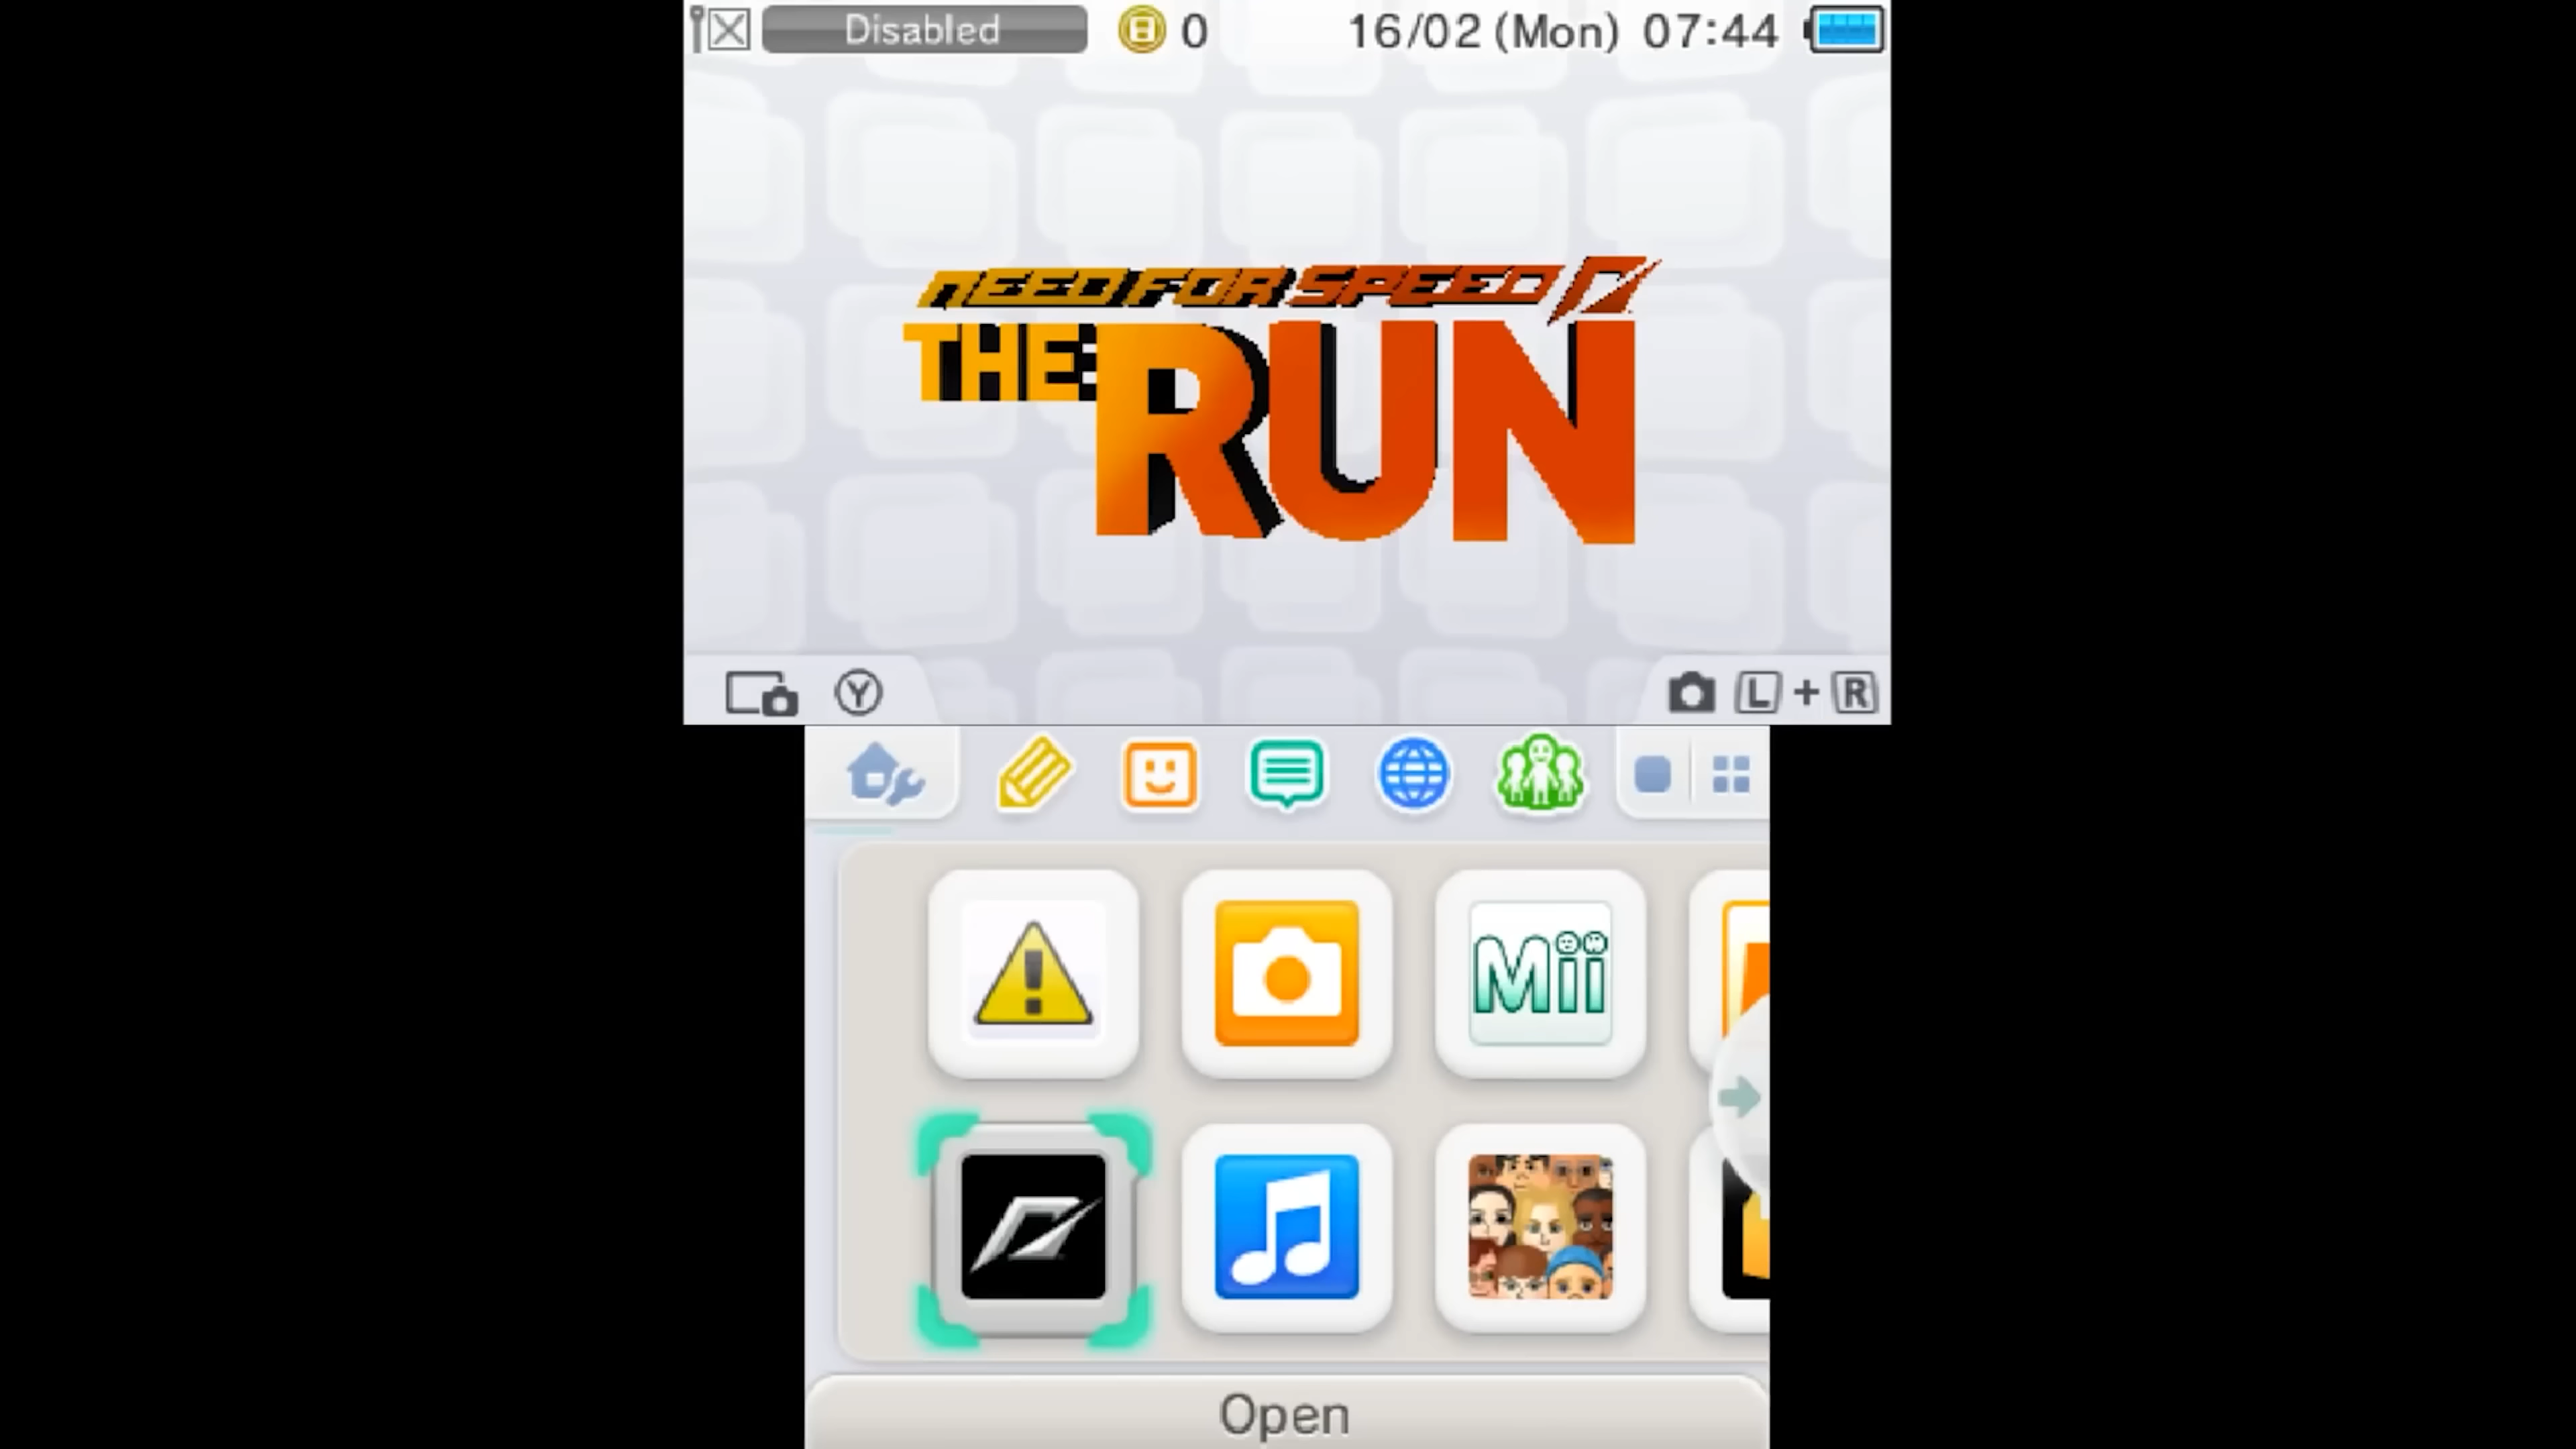 Disabled
0
16/02 (Mon) 07:44
NEED FOR SPEED
THE RUN
Y
L + R
Mii
Open